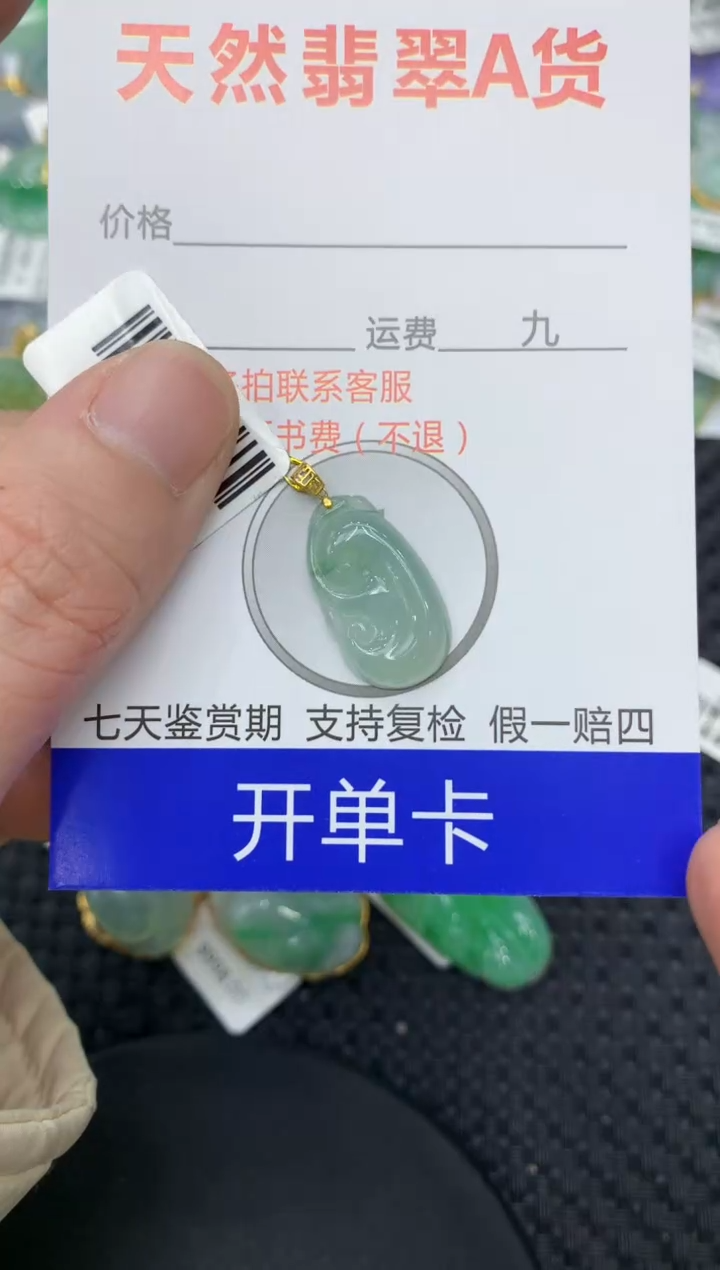 天然翡翠A货
价格
运费 九
拍联系客服
书费（不退）
七天鉴赏期 支持复检 假一赔四
开单卡